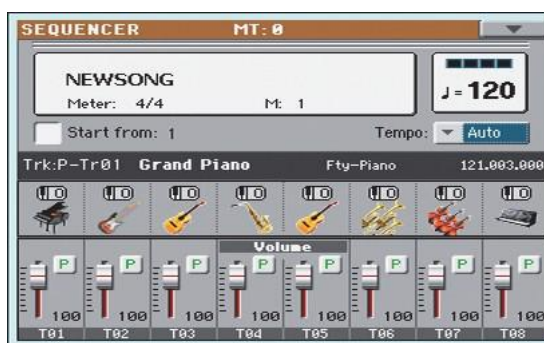 SEQUENCER MT: 0
NEWSONG
Meter: 4/4 M: 1
♩=120
Start from: 1 Tempo: Auto
Trk:P-Tr01 Grand Piano Fty-Piano 121.003.000
Volume
P P P P P P P P
100 100 100 100 100 100 100 100
T01 T02 T03 T04 T05 T06 T07 T08